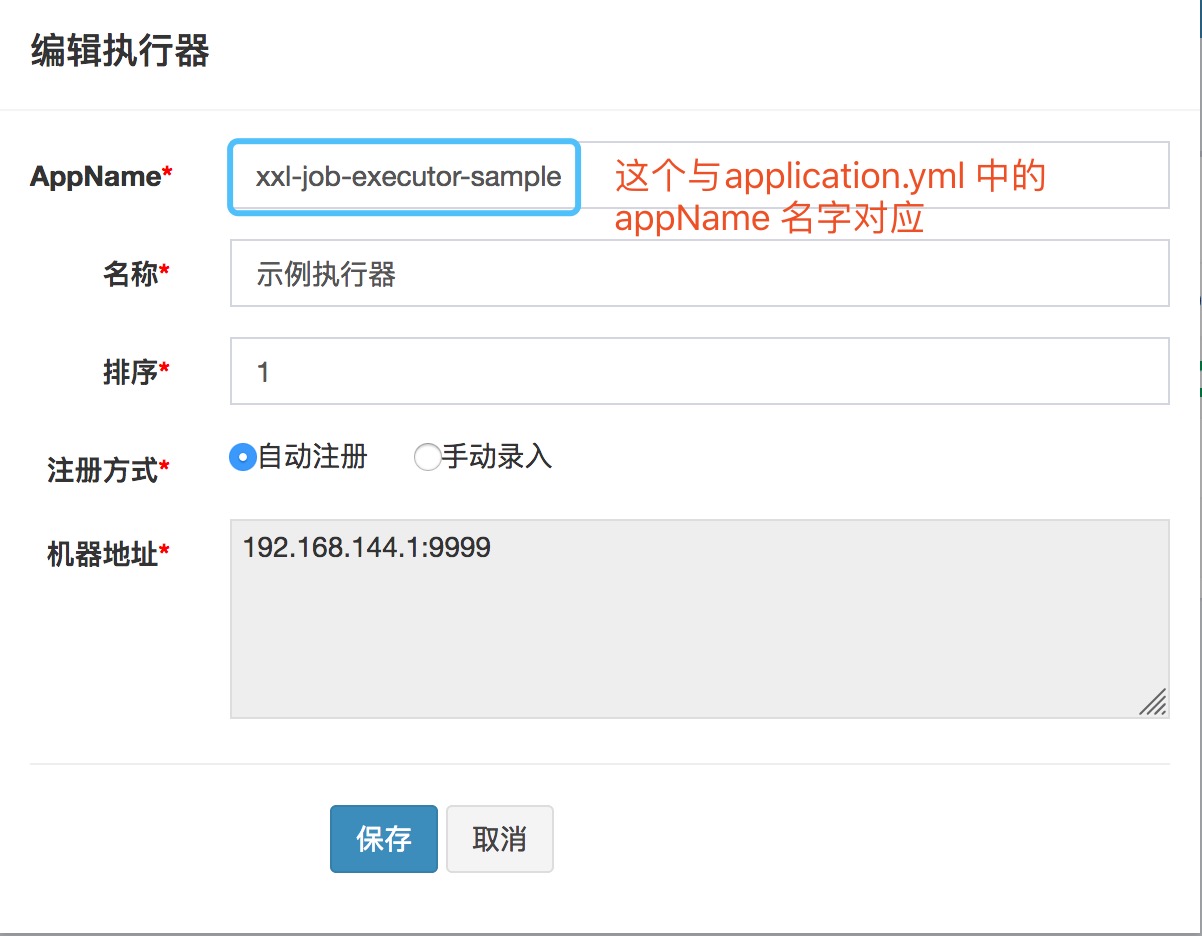 编辑执行器
AppName* xxl-job-executor-sample 这个与application.yml 中的
appName 名字对应
名称* 示例执行器
排序* 1
注册方式* 自动注册 手动录入
机器地址* 192.168.144.1:9999
保存 取消